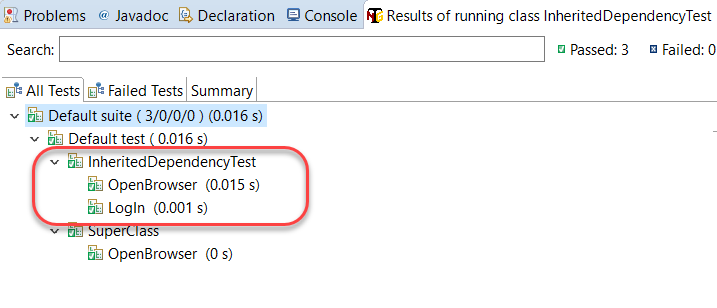 Problems @ Javadoc Declaration Console Results of running class InheritedDependencyTest
Search: Passed: 3 Failed: 0
All Tests Failed Tests Summary
Default suite ( 3/0/0/0 ) (0.016 s)
Default test ( 0.016 s)
InheritedDependencyTest
OpenBrowser (0.015 s)
LogIn (0.001 s)
SuperClass
OpenBrowser (0 s)